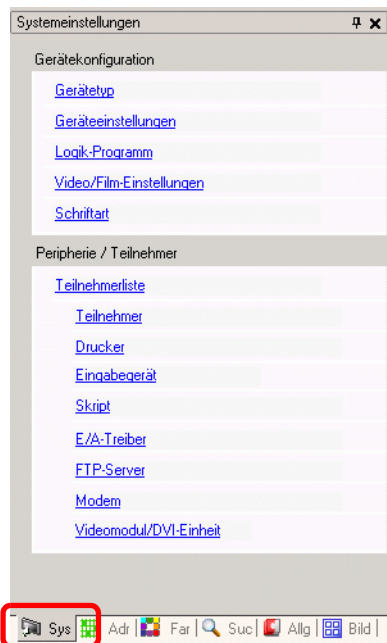 Systemeinstellungen
Gerätekonfiguration
Gerätetyp
Geräteeinstellungen
Logik-Programm
Video/Film-Einstellungen
Schriftart
Peripherie / Teilnehmer
Teilnehmerliste
Teilnehmer
Drucker
Eingabegerät
Skript
E/A-Treiber
FTP-Server
Modem
Videomodul/DVI-Einheit
Sys Adr Far Suc Allg Bild